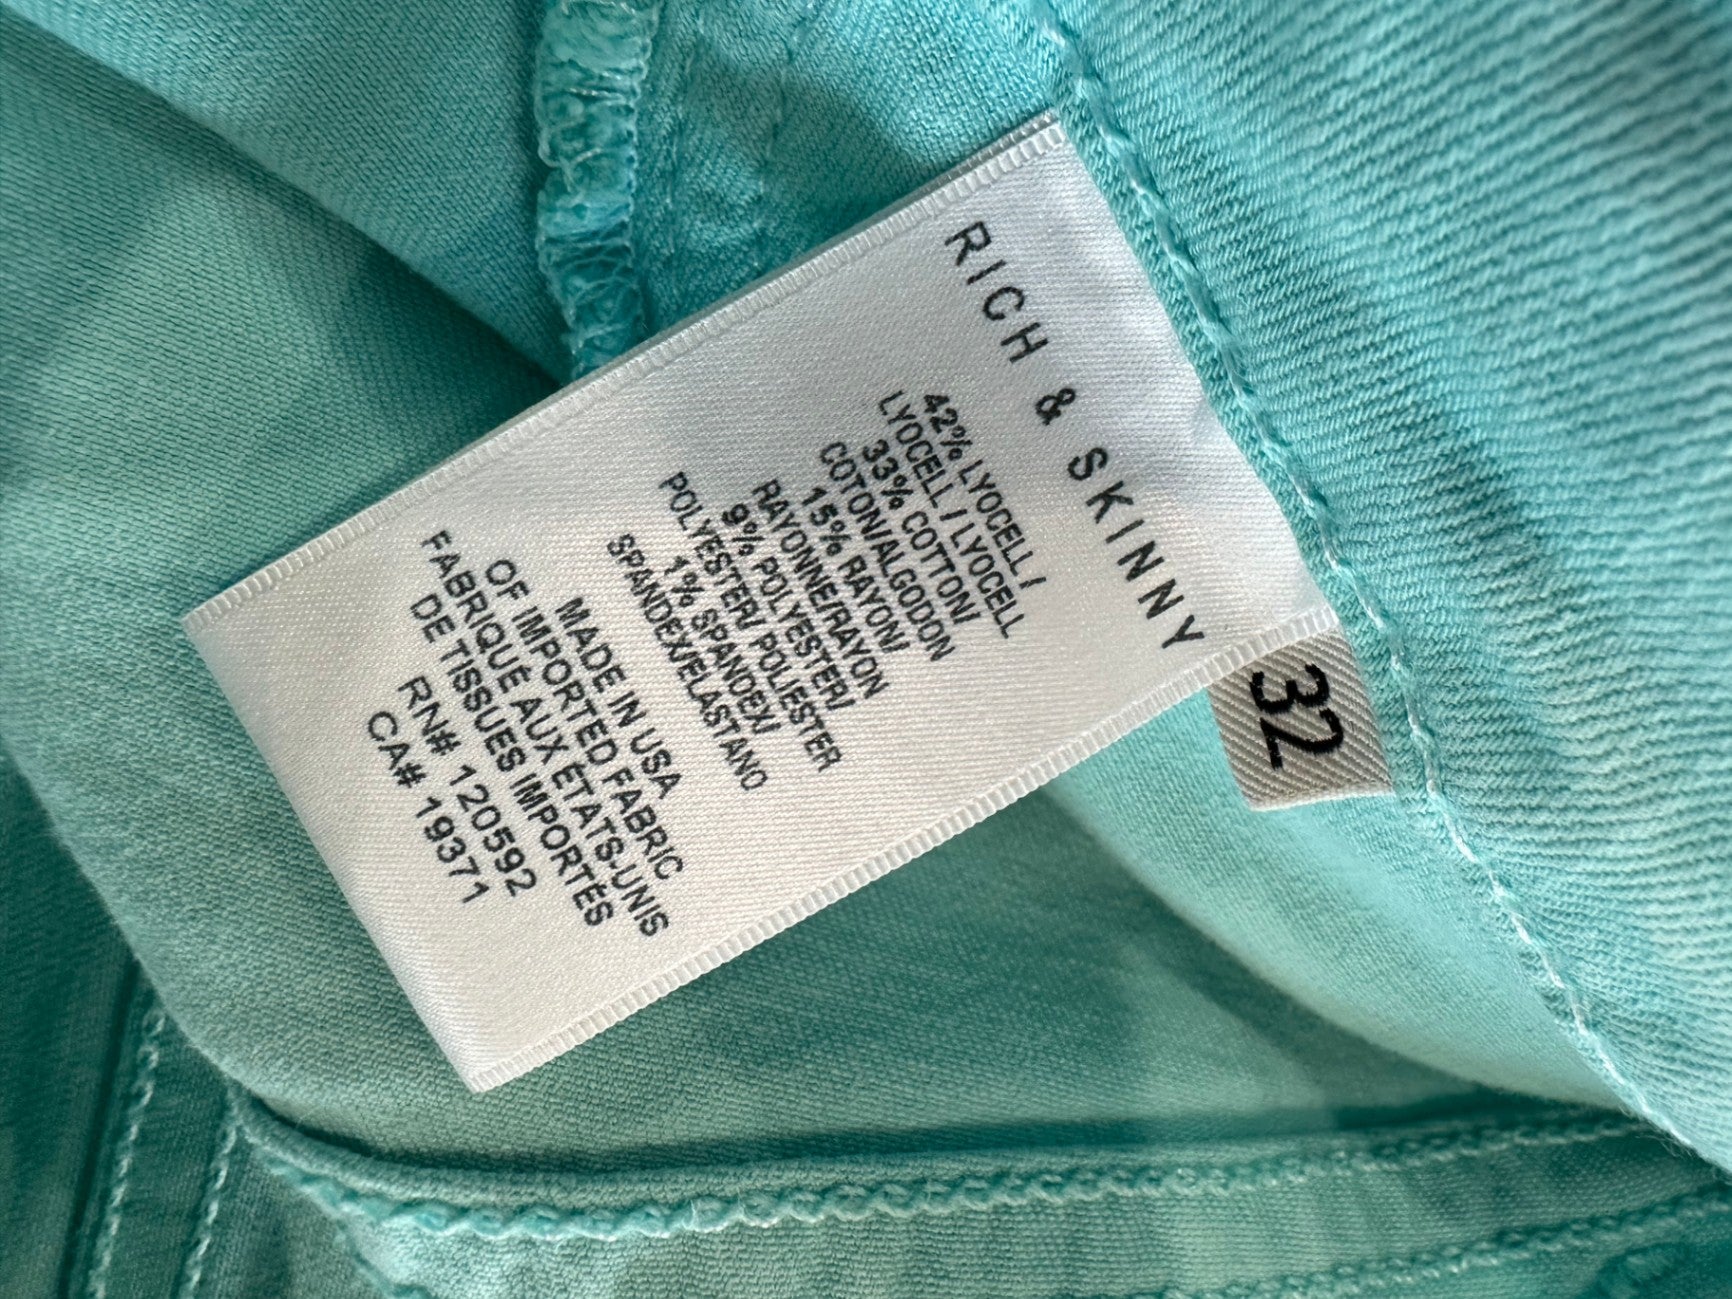 RICH & SKINNY
42% LYOCELL /
LYOCELL / LYOCELL
33% COTTON/
COTON/ALGODON
15% RAYON/
RAYONNE/RAYON
9% POLYESTER/
POLYESTER/ POLIESTER
1% SPANDEX/
SPANDEX/ELASTANO
MADE IN USA
OF IMPORTED FABRIC
FABRIQUÉ AUX ÉTATS-UNIS
DE TISSUES IMPORTÉS
RN# 120592
CA# 19371
32